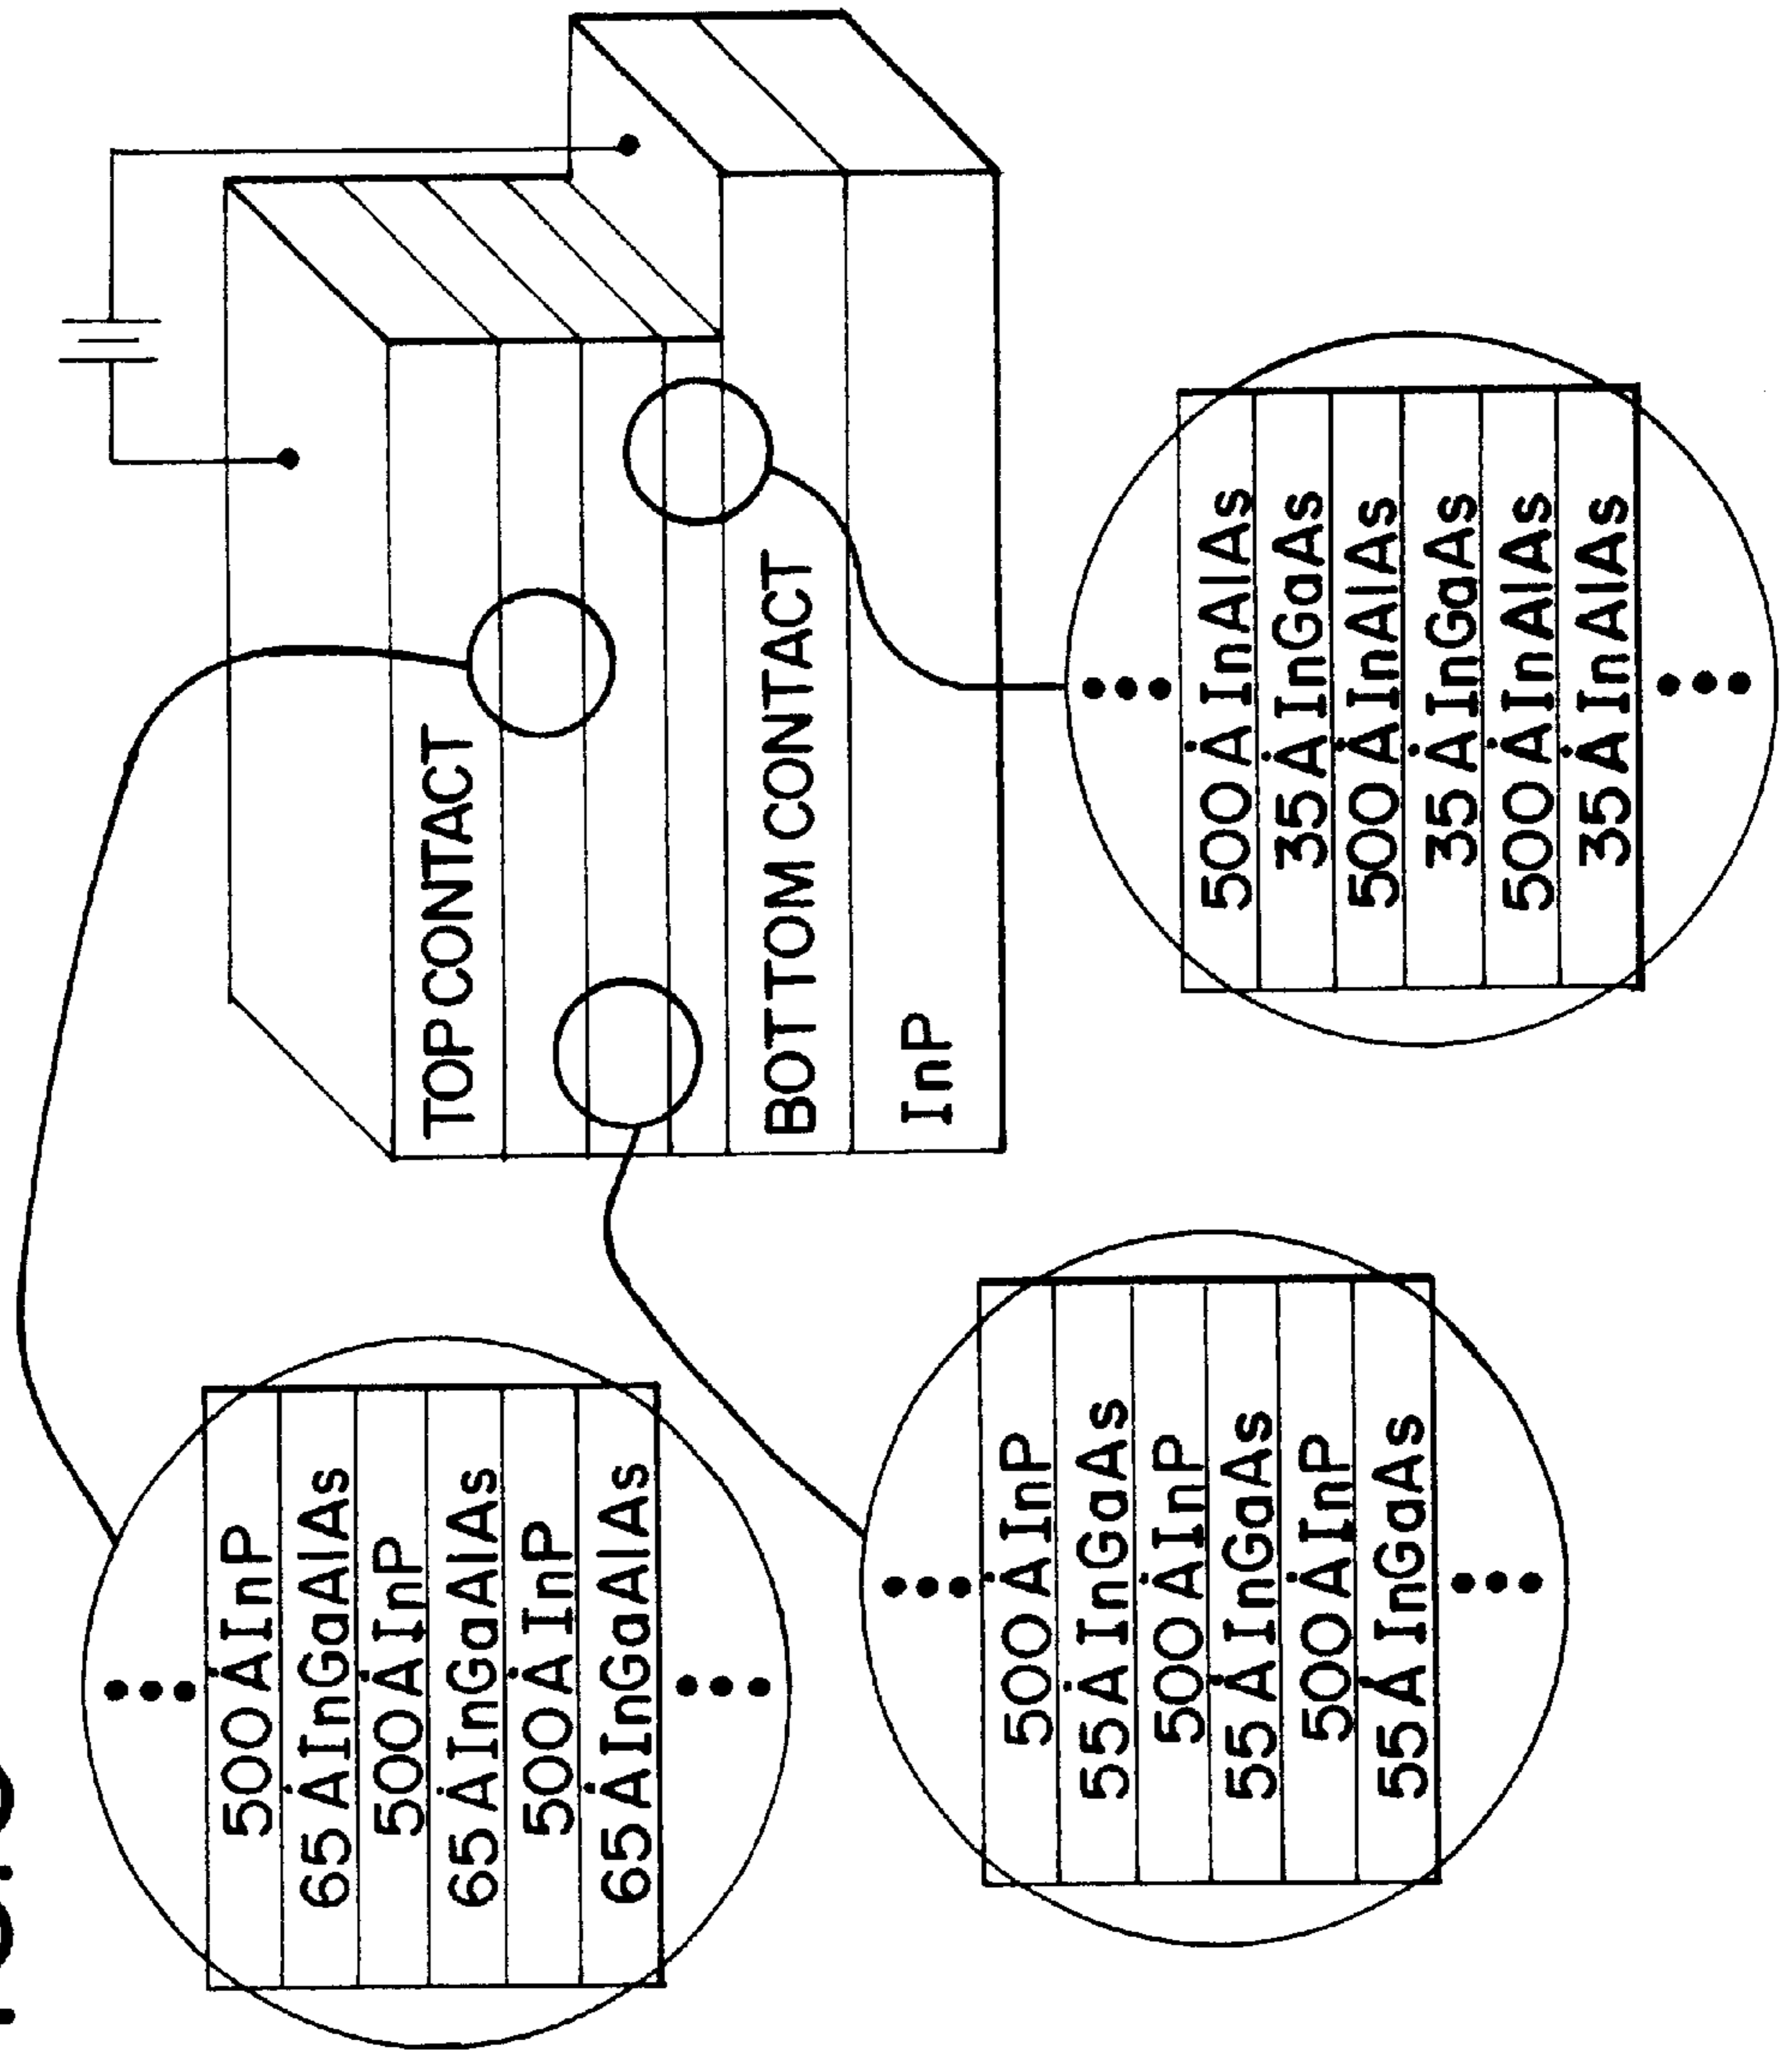 500 Å InP
65 Å InGaAlAs
500 Å InP
65 Å InGaAlAs
500 Å InP
65 Å InGaAlAs
TOP CONTACT
BOTTOM CONTACT
InP
500 Å InP
55 Å InGaAs
500 Å InP
55 Å InGaAs
500 Å InP
55 Å InGaAs
500 Å InAlAs
35 Å InGaAs
500 Å InAlAs
35 Å InGaAs
500 Å InAlAs
35 Å InAlAs